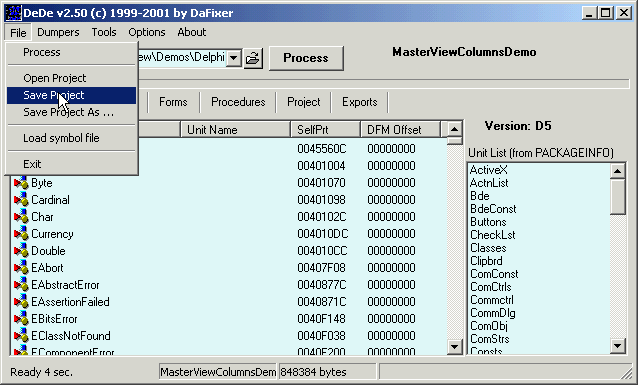 DeDe v2.50 (c) 1999-2001 by DaFixer
File Dumpers Tools Options About
Process
Open Project
Save Project
Save Project As ...
Load symbol file
Exit
ew\Demos\Delphi
Process
MasterViewColumnsDemo
Forms Procedures Project Exports
Version: D5
Unit Name SelfPrt DFM Offset
0045560C 00000000
00401004 00000000
Byte 00401070 00000000
Cardinal 00401098 00000000
Char 0040102C 00000000
Currency 004010DC 00000000
Double 004010CC 00000000
EAbort 00407F08 00000000
EAbstractError 0040877C 00000000
EAssertionFailed 0040871C 00000000
EBitsError 0040F148 00000000
EClassNotFound 0040F038 00000000
EComponentError 0040F200 00000000
Unit List (from PACKAGEINFO)
ActiveX
ActnList
Bde
BdeConst
Buttons
CheckLst
Classes
Clipbrd
ComConst
ComCtrls
Commctrl
CommDlg
ComObj
ComStrs
Consts
Ready 4 sec. MasterViewColumnsDem 848384 bytes